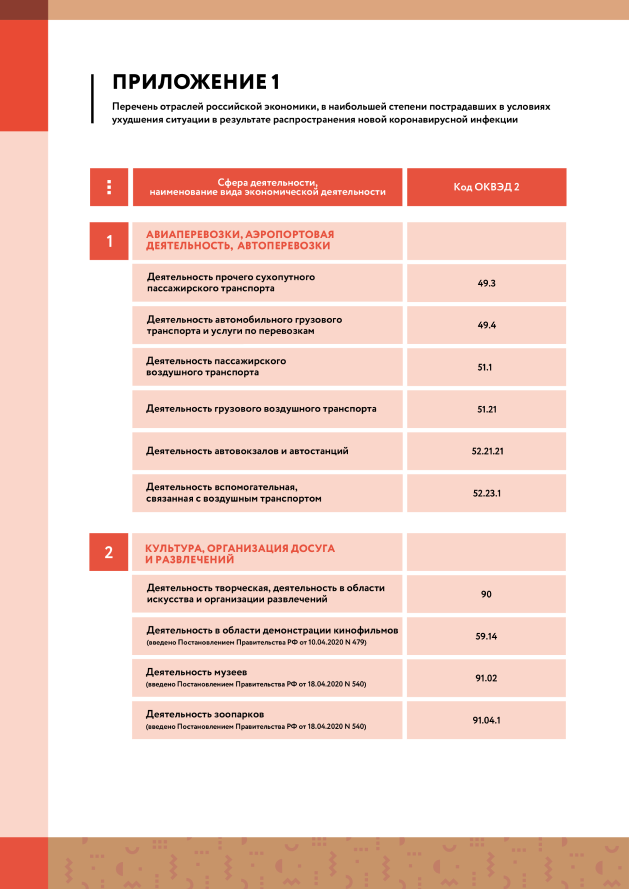 ПРИЛОЖЕНИЕ 1
Перечень отраслей российской экономики, в наибольшей степени пострадавших в условиях
ухудшения ситуации в результате распространения новой коронавирусной инфекции
Сфера деятельности,
наименование вида экономической деятельности
Код ОКВЭД 2
1
АВИАПЕРЕВОЗКИ, АЭРОПОРТОВАЯ
ДЕЯТЕЛЬНОСТЬ, АВТОПЕРЕВОЗКИ
Деятельность прочего сухопутного
пассажирского транспорта
49.3
Деятельность автомобильного грузового
транспорта и услуги по перевозкам
49.4
Деятельность пассажирского
воздушного транспорта
51.1
Деятельность грузового воздушного транспорта
51.21
Деятельность автовокзалов и автостанций
52.21.21
Деятельность вспомогательная,
связанная с воздушным транспортом
52.23.1
2
КУЛЬТУРА, ОРГАНИЗАЦИЯ ДОСУГА
И РАЗВЛЕЧЕНИЙ
Деятельность творческая, деятельность в области
искусства и организации развлечений
90
Деятельность в области демонстрации кинофильмов
(введено Постановлением Правительства РФ от 10.04.2020 N 479)
59.14
Деятельность музеев
(введено Постановлением Правительства РФ от 18.04.2020 N 540)
91.02
Деятельность зоопарков
(введено Постановлением Правительства РФ от 18.04.2020 N 540)
91.04.1